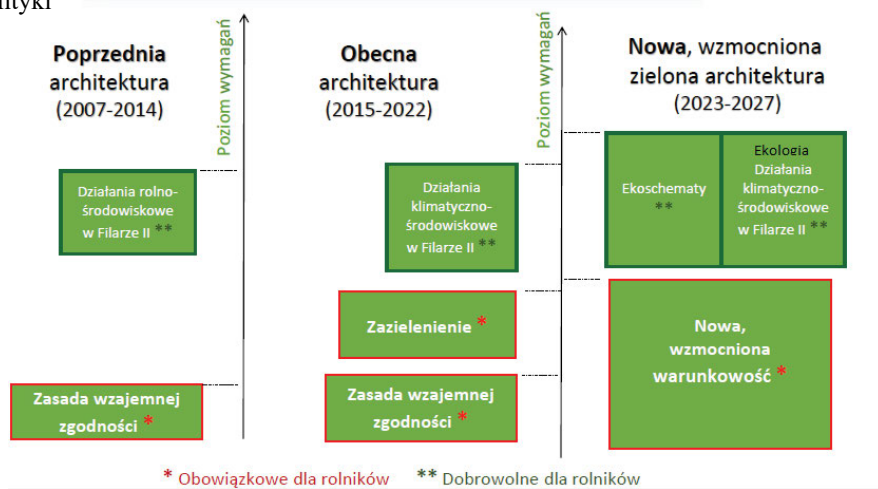 Poprzednia
architektura
(2007-2014)
Poziom wymagań
Działania rolno-
środowiskowe
w Filarze II **
Zasada wzajemnej
zgodności *
Obecna
architektura
(2015-2022)
Poziom wymagań
Działania
klimatyczno-
środowiskowe
w Filarze II **
Zazielenienie *
Zasada wzajemnej
zgodności *
Nowa, wzmocniona
zielona architektura
(2023-2027)
Ekoschematy
**
Ekologia
Działania
klimatyczno-
środowiskowe
w Filarze II **
Nowa,
wzmocniona
warunkowość *
* Obowiązkowe dla rolników ** Dobrowolne dla rolników